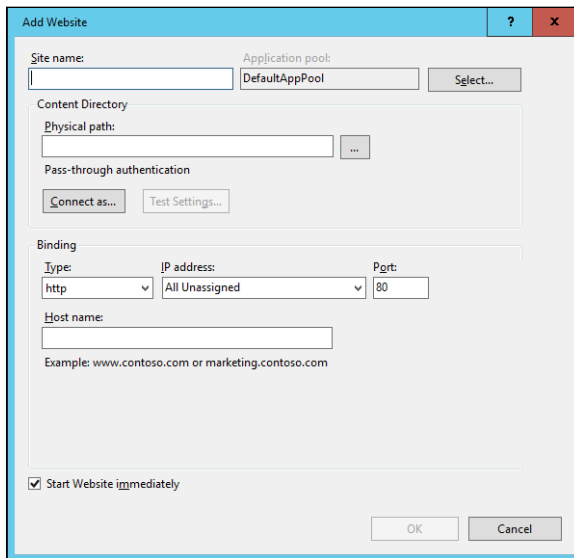 Add Website
?
x
Site name:
Application pool:
DefaultAppPool
Select...
Content Directory
Physical path:
...
Pass-through authentication
Connect as...
Test Settings...
Binding
Type:
IP address:
Port:
http
All Unassigned
80
Host name:
Example: www.contoso.com or marketing.contoso.com
Start Website immediately
OK
Cancel